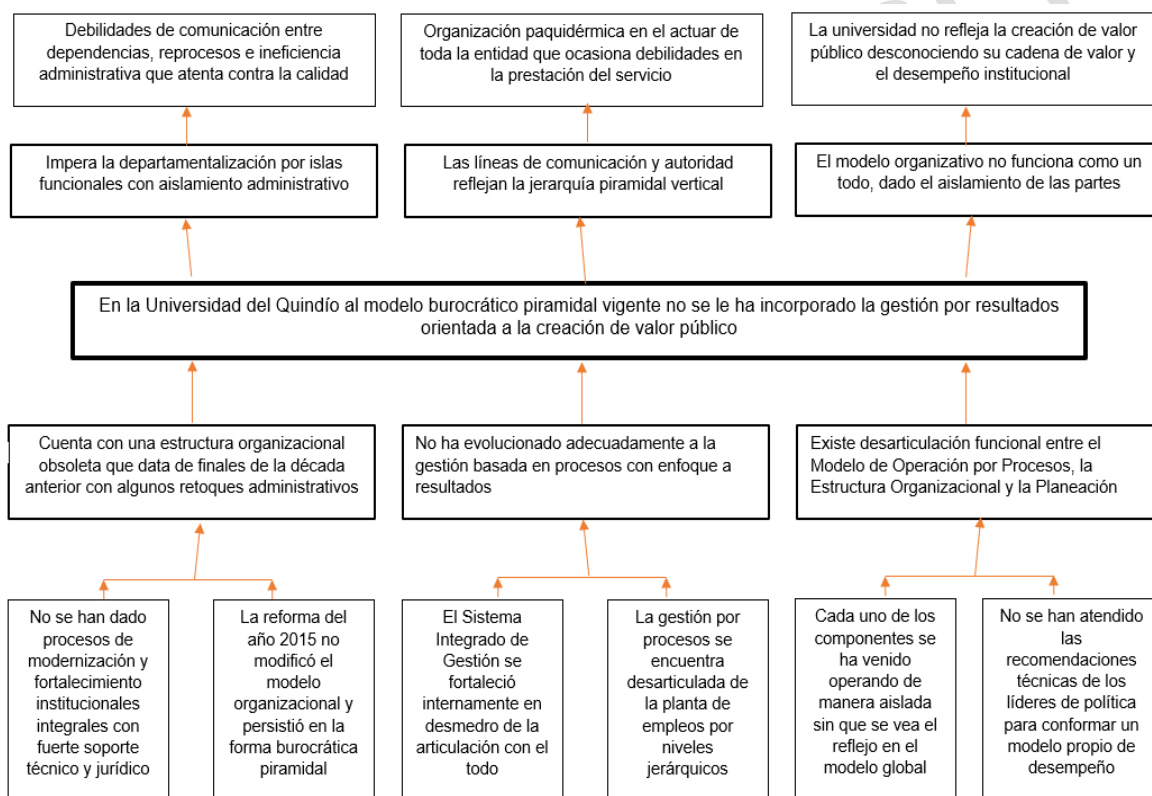 Debilidades de comunicación entre
dependencias, reprocesos e ineficiencia
administrativa que atenta contra la calidad
Organización paquidérmica en el actuar de
toda la entidad que ocasiona debilidades en
la prestación del servicio
La universidad no refleja la creación de valor
público desconociendo su cadena de valor y
el desempeño institucional
Impera la departamentalización por islas
funcionales con aislamiento administrativo
Las líneas de comunicación y autoridad
reflejan la jerarquía piramidal vertical
El modelo organizativo no funciona como un
todo, dado el aislamiento de las partes
En la Universidad del Quindío al modelo burocrático piramidal vigente no se le ha incorporado la gestión por resultados
orientada a la creación de valor público
Cuenta con una estructura organizacional
obsoleta que data de finales de la década
anterior con algunos retoques administrativos
No ha evolucionado adecuadamente a la
gestión basada en procesos con enfoque a
resultados
Existe desarticulación funcional entre el
Modelo de Operación por Procesos, la
Estructura Organizacional y la Planeación
No se han dado
procesos de
modernización y
fortalecimiento
institucionales
integrales con
fuerte soporte
técnico y jurídico
La reforma del
año 2015 no
modificó el
modelo
organizacional y
persistió en la
forma burocrática
piramidal
El Sistema
Integrado de
Gestión se
fortaleció
internamente en
desmedro de la
articulación con el
todo
La gestión por
procesos se
encuentra
desarticulada de
la planta de
empleos por
niveles
jerárquicos
Cada uno de los
componentes se
ha venido
operando de
manera aislada
sin que se vea el
reflejo en el
modelo global
No se han atendido
las
recomendaciones
técnicas de los
líderes de política
para conformar un
modelo propio de
desempeño